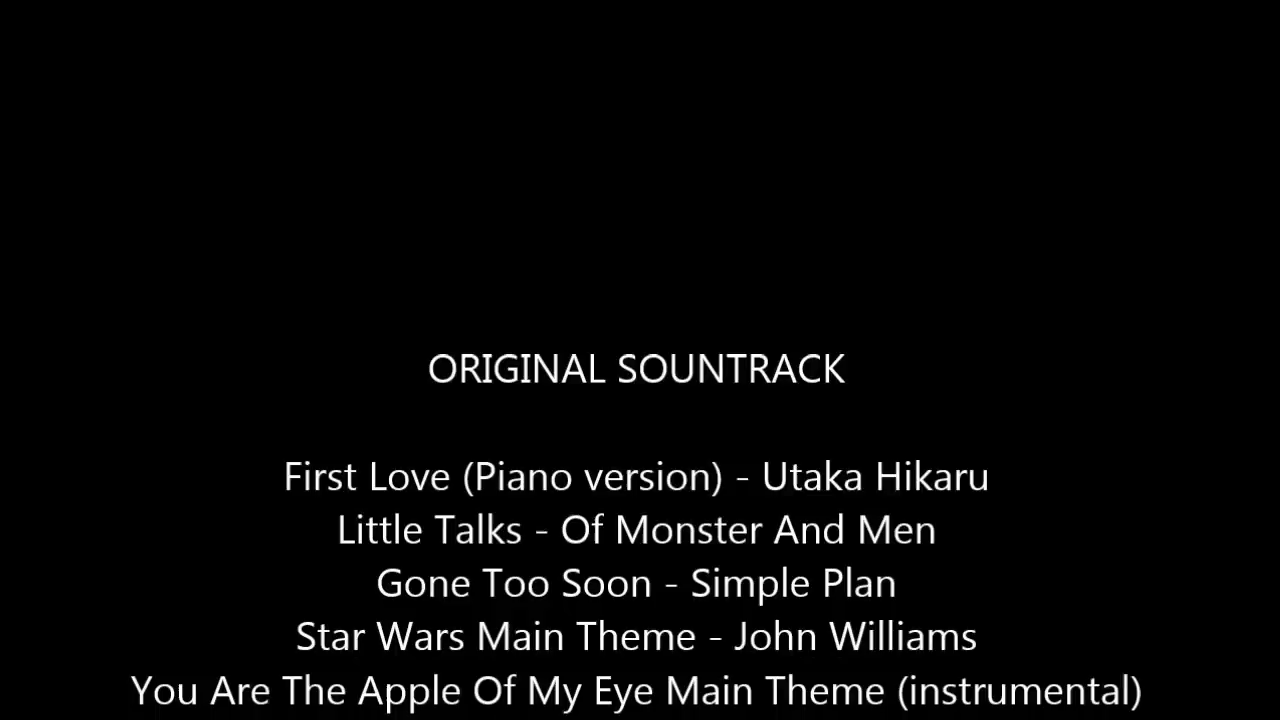 ORIGINAL SOUNTRACK
First Love (Piano version) - Utaka Hikaru
Little Talks - Of Monster And Men
Gone Too Soon - Simple Plan
Star Wars Main Theme - John Williams
You Are The Apple Of My Eye Main Theme (instrumental)